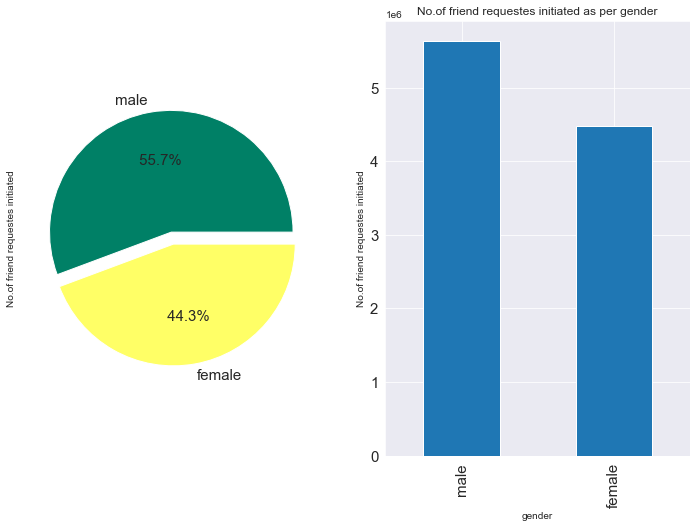 No.of friend requestes initiated
male
55.7%
44.3%
female
No.of friend requestes initiated as per gender
1e6
No.of friend requestes initiated
5
4
3
2
1
0
male
female
gender